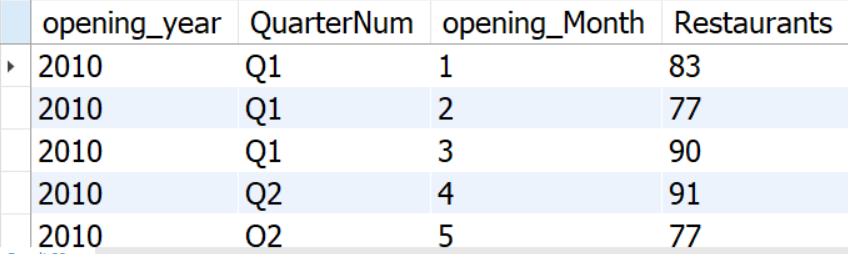 opening_year QuarterNum opening_Month Restaurants
2010 Q1 1 83
2010 Q1 2 77
2010 Q1 3 90
2010 Q2 4 91
2010 Q2 5 77